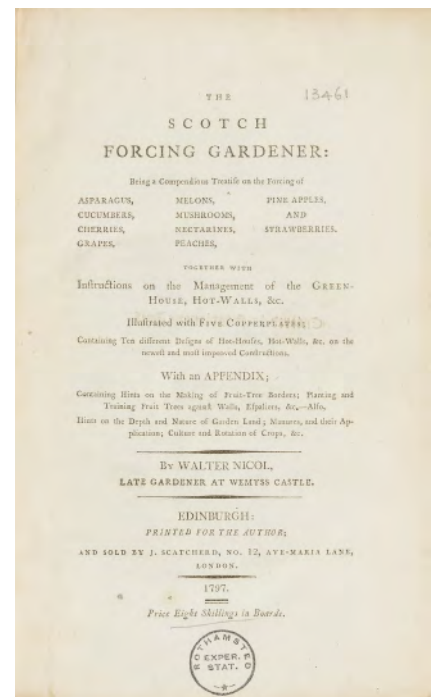 13461
THE
SCOTCH
FORCING GARDENER:
Being a Compendious Treatiſe on the Forcing of
ASPARAGUS, MELONS, PINE APPLES,
CUCUMBERS, MUSHROOMS, AND
CHERRIES, NECTARINES, STRAWBERRIES.
GRAPES, PEACHES,
TOGETHER WITH
Inſtructions on the Management of the GREEN-
HOUSE, HOT-WALLS, &c.
Illuſtrated with FIVE COPPERPLATES;
Containing Ten different Deſigns of Hot-Houſes, Hot-Walls, &c. on the
neweſt and moſt improved Conſtructions.
With an APPENDIX;
Containing Hints on the Making of Fruit-Tree Borders; Planting and
Training Fruit Trees againſt Walls, Eſpaliers, &c.—Alſo,
Hints on the Depth and Nature of Garden Land; Manures, and their Ap-
plication; Culture and Rotation of Crops, &c.
BY WALTER NICOL,
LATE GARDENER AT WEMYSS CASTLE.
EDINBURGH:
PRINTED FOR THE AUTHOR;
AND SOLD BY J. SCATCHERD, NO. 12, AVE-MARIA LANE,
LONDON.
1797.
Price Eight Shillings in Boards.
ROTHAMSTED
EXPER.
STAT.